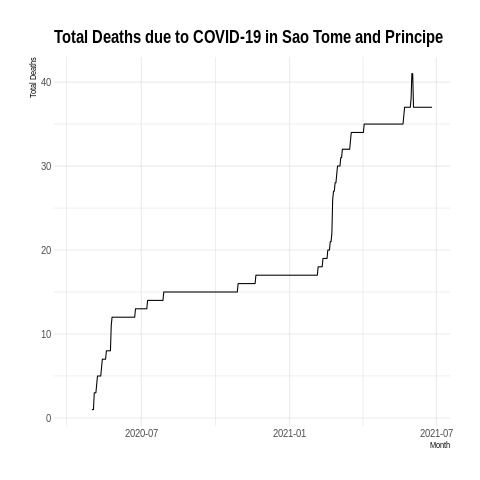 Total Deaths due to COVID-19 in Sao Tome and Principe
Total Deaths
40
30
20
10
0
2020-07
2021-01
2021-07
Month